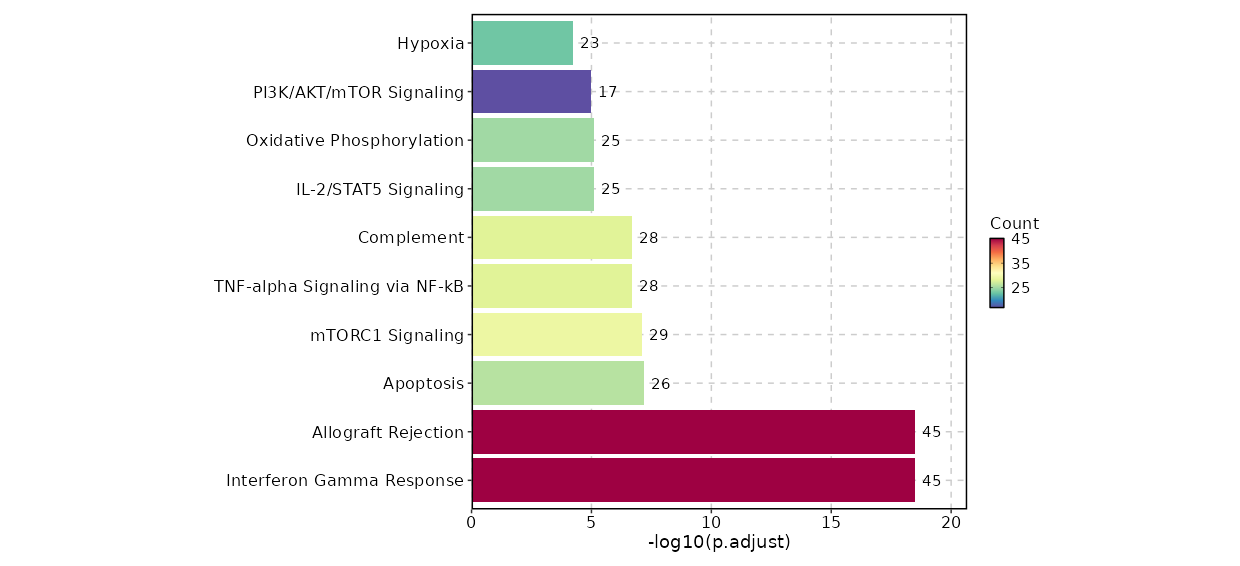 Hypoxia 23
PI3K/AKT/mTOR Signaling 17
Oxidative Phosphorylation 25
IL-2/STAT5 Signaling 25
Complement 28
TNF-alpha Signaling via NF-kB 28
mTORC1 Signaling 29
Apoptosis 26
Allograft Rejection 45
Interferon Gamma Response 45
0 5 10 15 20
-log10(p.adjust)
Count
45
35
25